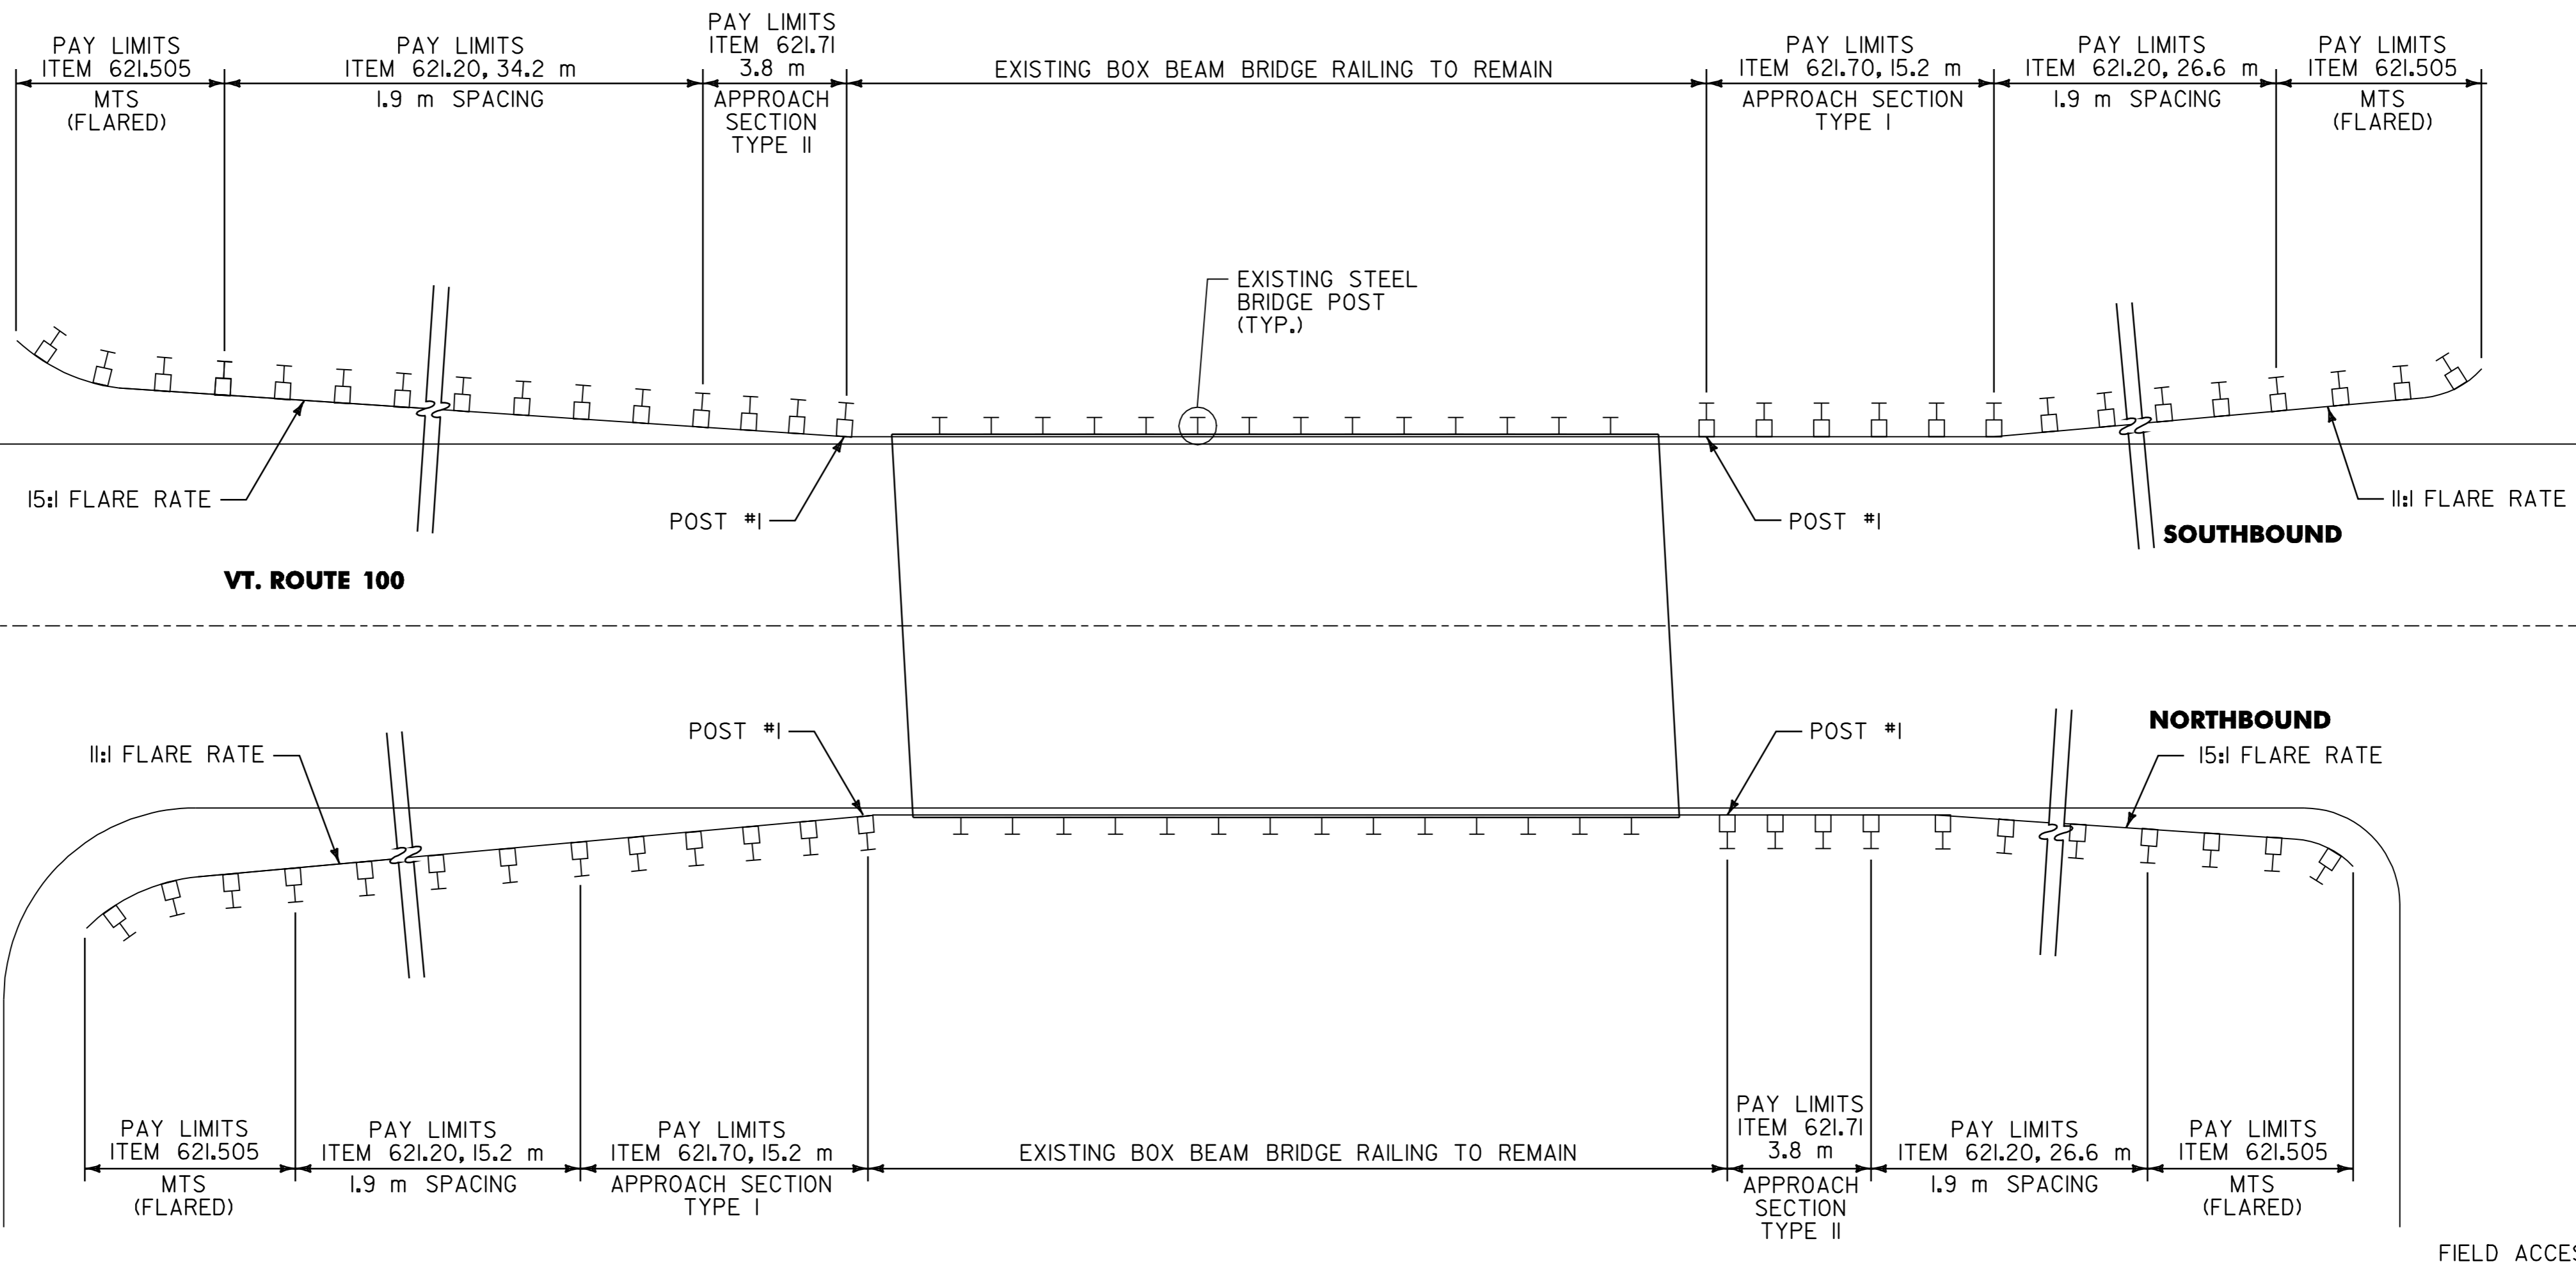 PAY LIMITS
ITEM 621.505
MTS
(FLARED)
PAY LIMITS
ITEM 621.20, 34.2 m
1.9 m SPACING
PAY LIMITS
ITEM 621.71
3.8 m
APPROACH
SECTION
TYPE II
EXISTING BOX BEAM BRIDGE RAILING TO REMAIN
PAY LIMITS
ITEM 621.70, 15.2 m
APPROACH SECTION
TYPE I
PAY LIMITS
ITEM 621.20, 26.6 m
1.9 m SPACING
PAY LIMITS
ITEM 621.505
MTS
(FLARED)
EXISTING STEEL
BRIDGE POST
(TYP.)
15:1 FLARE RATE
POST #1
POST #1
11:1 FLARE RATE
SOUTHBOUND
VT. ROUTE 100
NORTHBOUND
11:1 FLARE RATE
POST #1
POST #1
15:1 FLARE RATE
PAY LIMITS
ITEM 621.505
MTS
(FLARED)
PAY LIMITS
ITEM 621.20, 15.2 m
1.9 m SPACING
PAY LIMITS
ITEM 621.70, 15.2 m
APPROACH SECTION
TYPE I
EXISTING BOX BEAM BRIDGE RAILING TO REMAIN
PAY LIMITS
ITEM 621.71
3.8 m
APPROACH
SECTION
TYPE II
PAY LIMITS
ITEM 621.20, 26.6 m
1.9 m SPACING
PAY LIMITS
ITEM 621.505
MTS
(FLARED)
FIELD